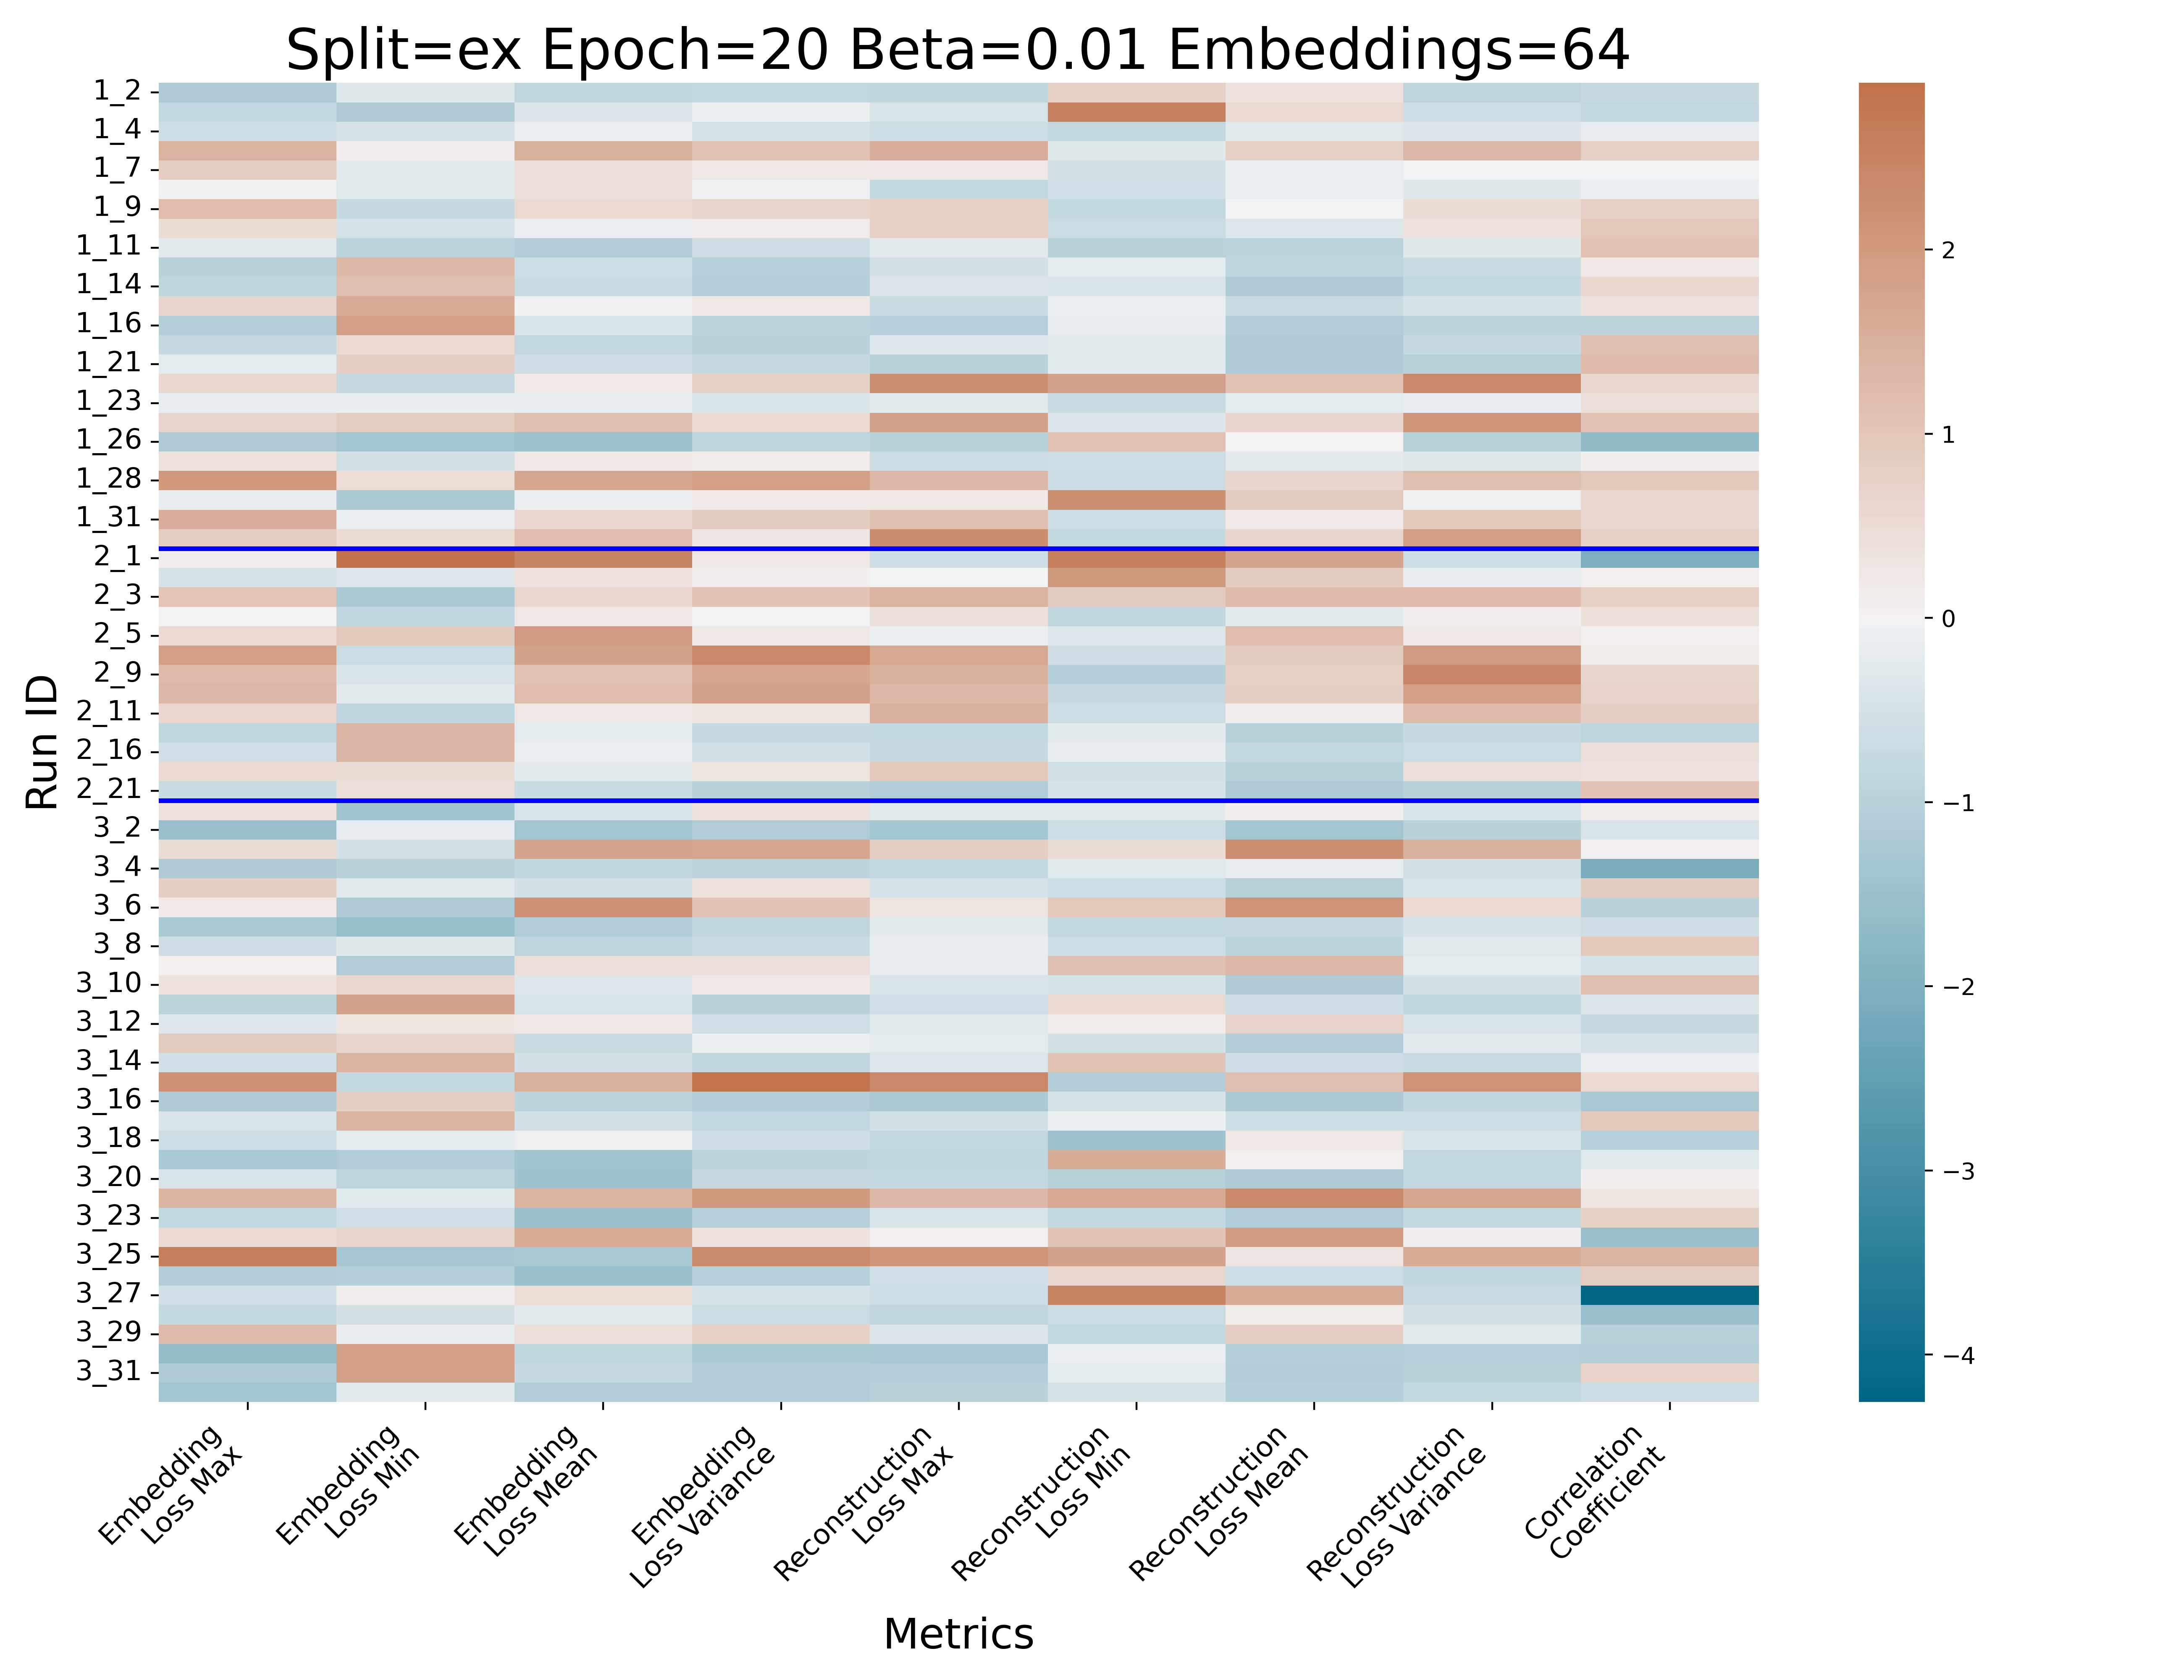 Split=ex Epoch=20 Beta=0.01 Embeddings=64
Run ID
1_2
1_4
1_7
1_9
1_11
1_14
1_16
1_21
1_23
1_26
1_28
1_31
2_1
2_3
2_5
2_9
2_11
2_16
2_21
3_2
3_4
3_6
3_8
3_10
3_12
3_14
3_16
3_18
3_20
3_23
3_25
3_27
3_29
3_31
Embedding
Loss Max
Embedding
Loss Min
Embedding
Loss Mean
Embedding
Loss Variance
Reconstruction
Loss Max
Reconstruction
Loss Min
Reconstruction
Loss Mean
Reconstruction
Loss Variance
Correlation
Coefficient
Metrics
2
1
0
−1
−2
−3
−4